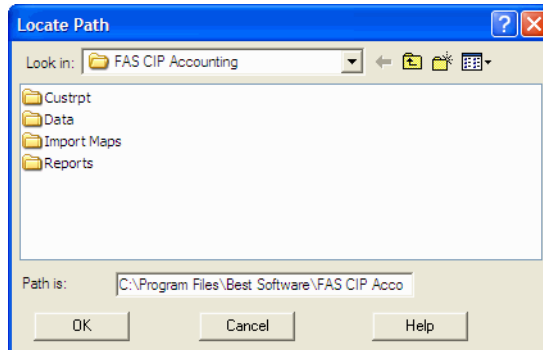 Locate Path
Look in: FAS CIP Accounting
Custrpt
Data
Import Maps
Reports
Path is: C:\Program Files\Best Software\FAS CIP Acco
OK Cancel Help